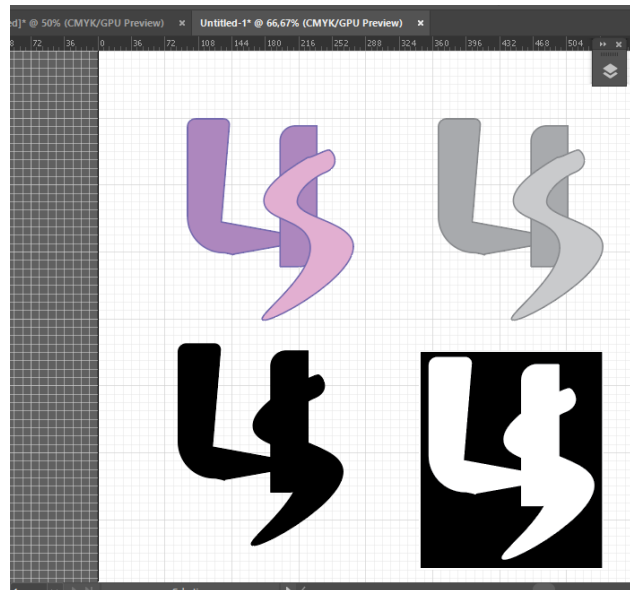 ed]* @ 50% (CMYK/GPU Preview) × Untitled-1* @ 66,67% (CMYK/GPU Preview) ×
72 36 0 36 72 108 144 180 216 252 288 324 360 396 432 468 504